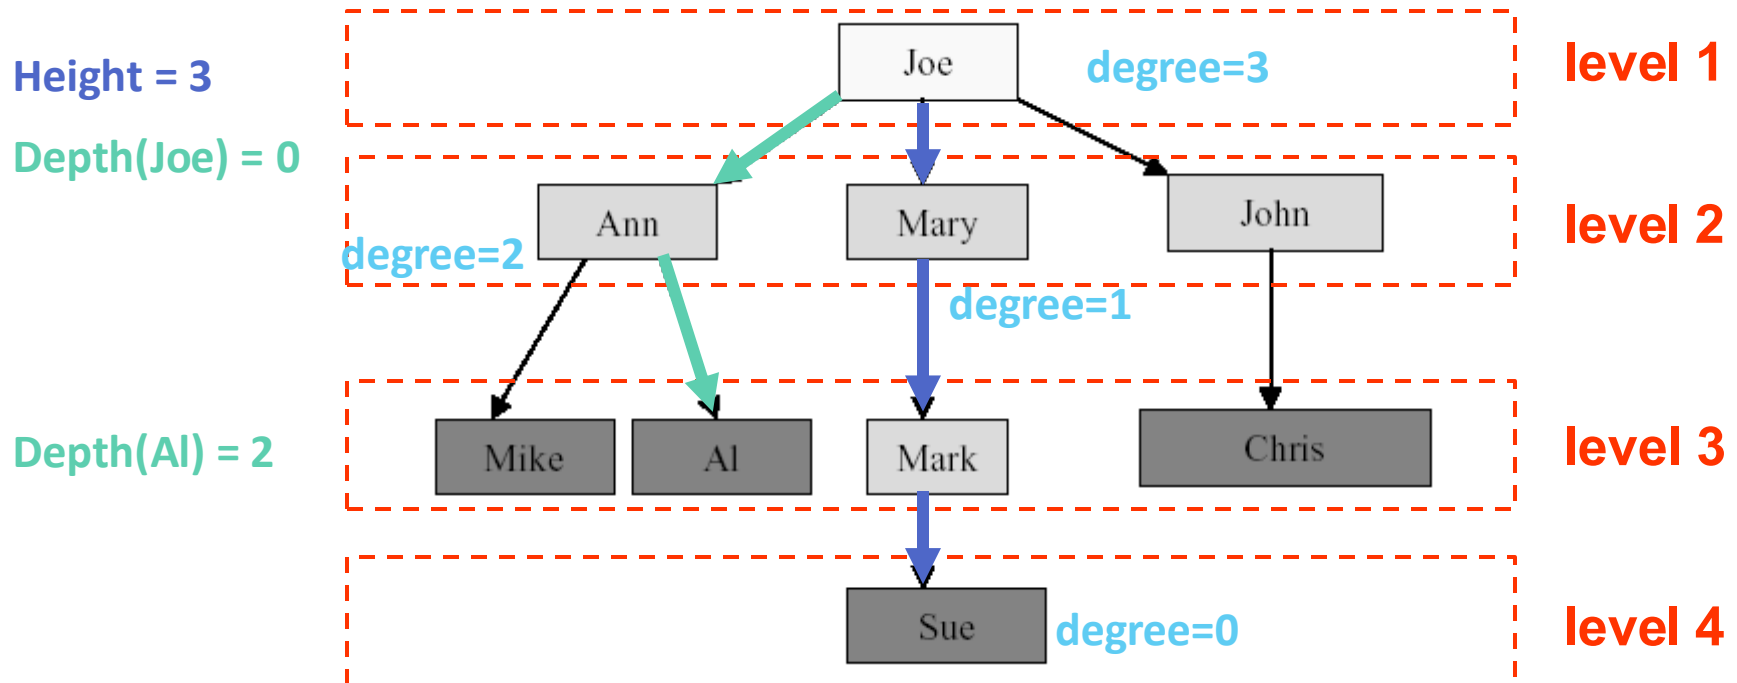 Joe
degree=3
level 1
Height = 3
Depth(Joe) = 0
Ann
Mary
John
level 2
degree=2
degree=1
Depth(Al) = 2
Mike
Al
Mark
Chris
level 3
Sue
degree=0
level 4